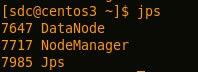 [sdc@centos3 ~]$ jps
7647 DataNode
7717 NodeManager
7985 Jps